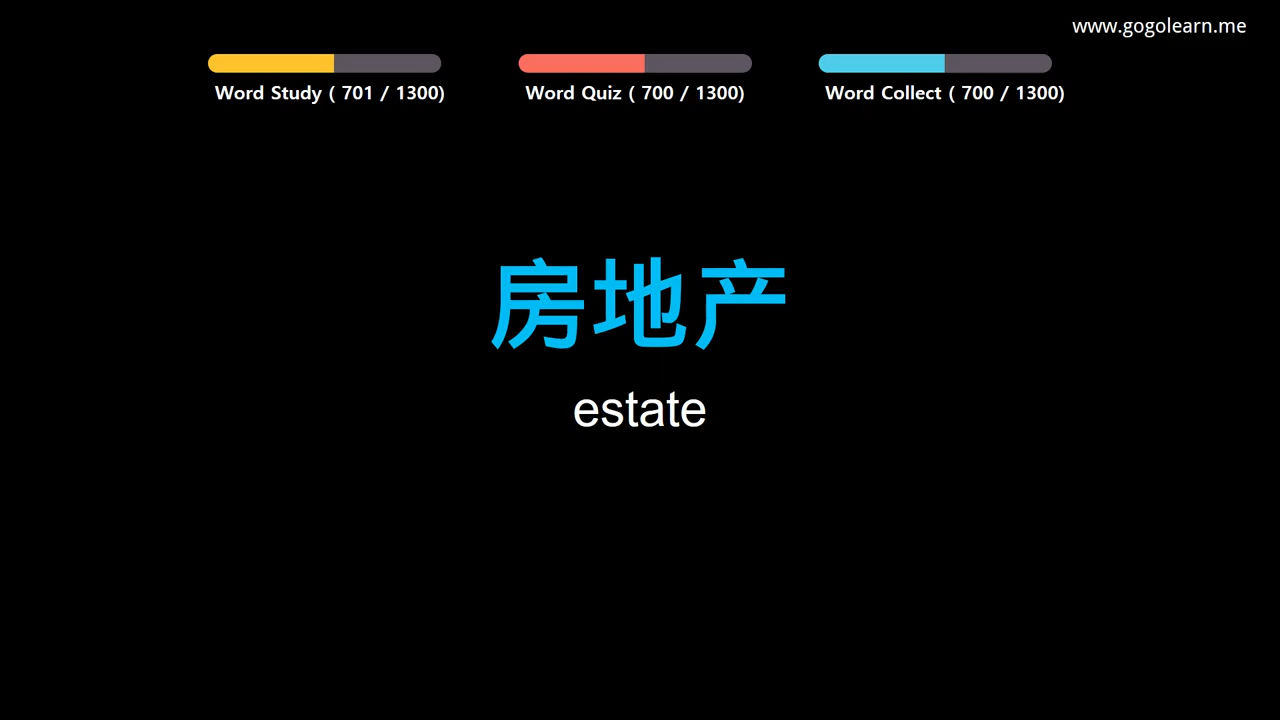 www.gogolearn.me
Word Study ( 701 / 1300)
Word Quiz ( 700 / 1300)
Word Collect ( 700 / 1300)
房地产
estate